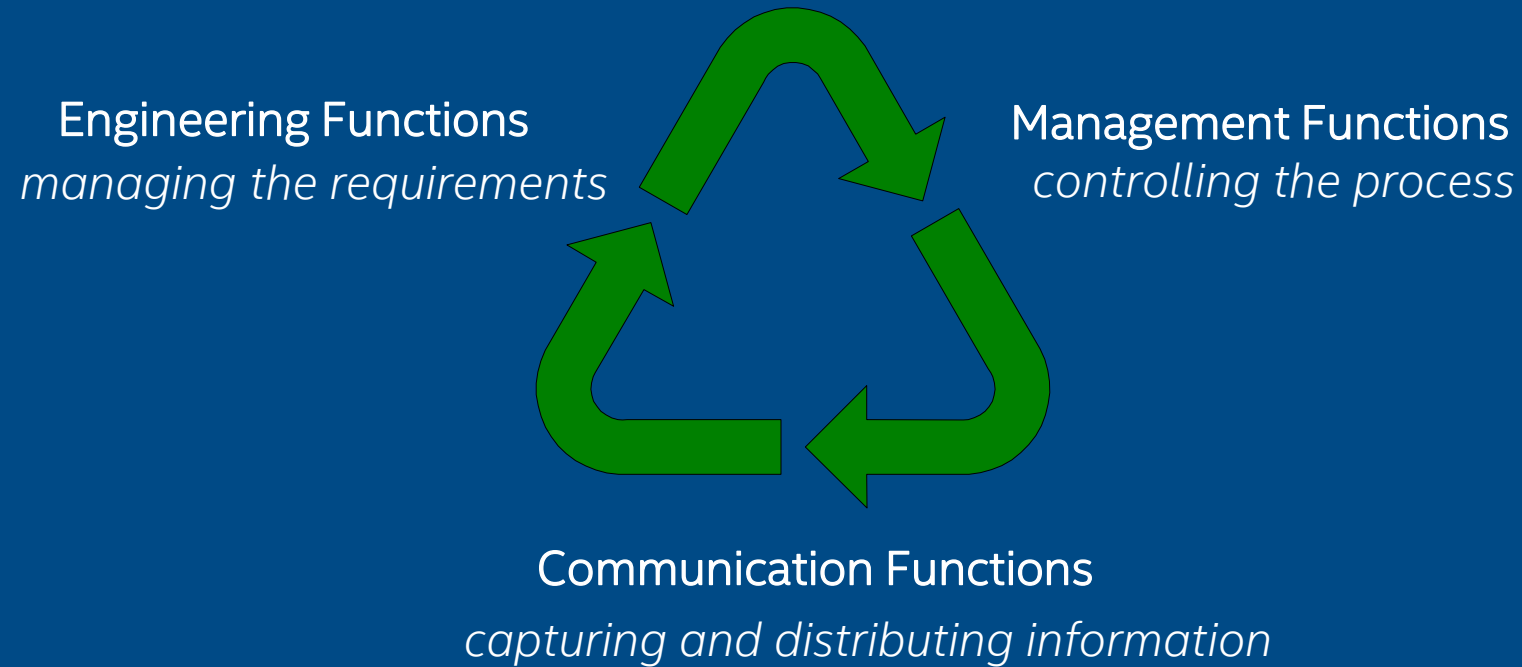 Engineering Functions
managing the requirements
Management Functions
controlling the process
Communication Functions
capturing and distributing information